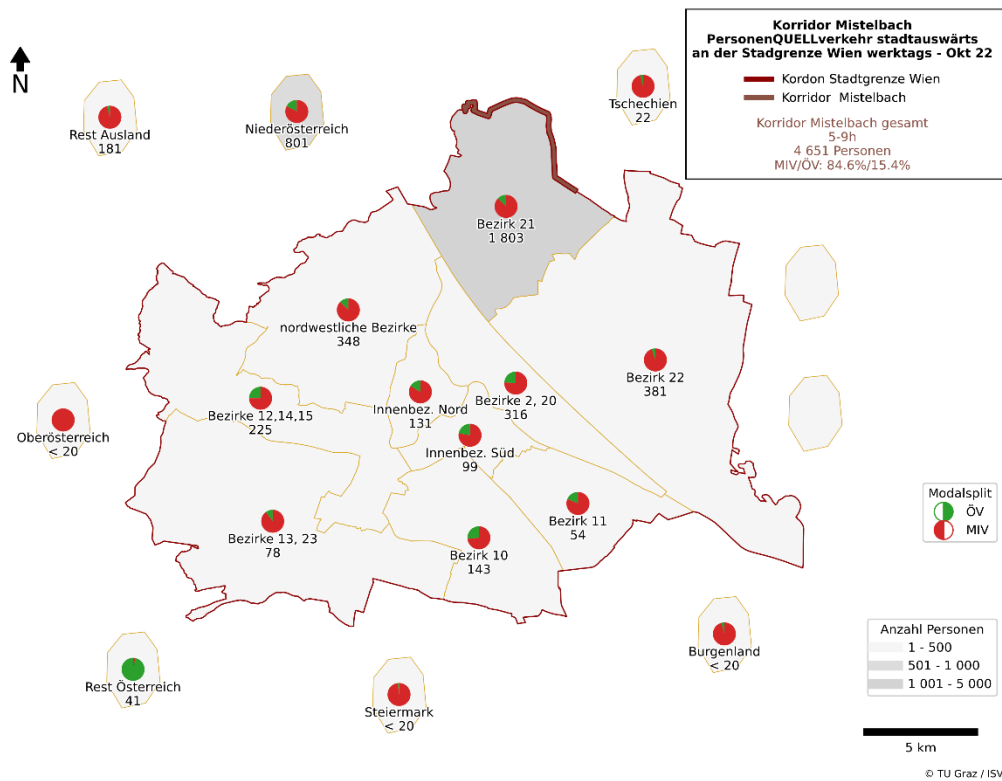 Korridor Mistelbach
PersonenQUELLverkehr stadtauswärts
an der Stadgrenze Wien werktags - Okt 22
Kordon Stadtgrenze Wien
Korridor Mistelbach
Korridor Mistelbach gesamt
5-9h
4 651 Personen
MIV/ÖV: 84.6%/15.4%
N
Rest Ausland
181
Niederösterreich
801
Tschechien
22
Bezirk 21
1 803
nordwestliche Bezirke
348
Bezirk 22
381
Bezirke 12,14,15
225
Innenbez. Nord
131
Bezirke 2, 20
316
Oberösterreich
< 20
Innenbez. Süd
99
Bezirke 13, 23
78
Bezirk 10
143
Bezirk 11
54
Modalsplit
ÖV
MIV
Rest Österreich
41
Steiermark
< 20
Burgenland
< 20
Anzahl Personen
1 - 500
501 - 1 000
1 001 - 5 000
5 km
© TU Graz / ISV